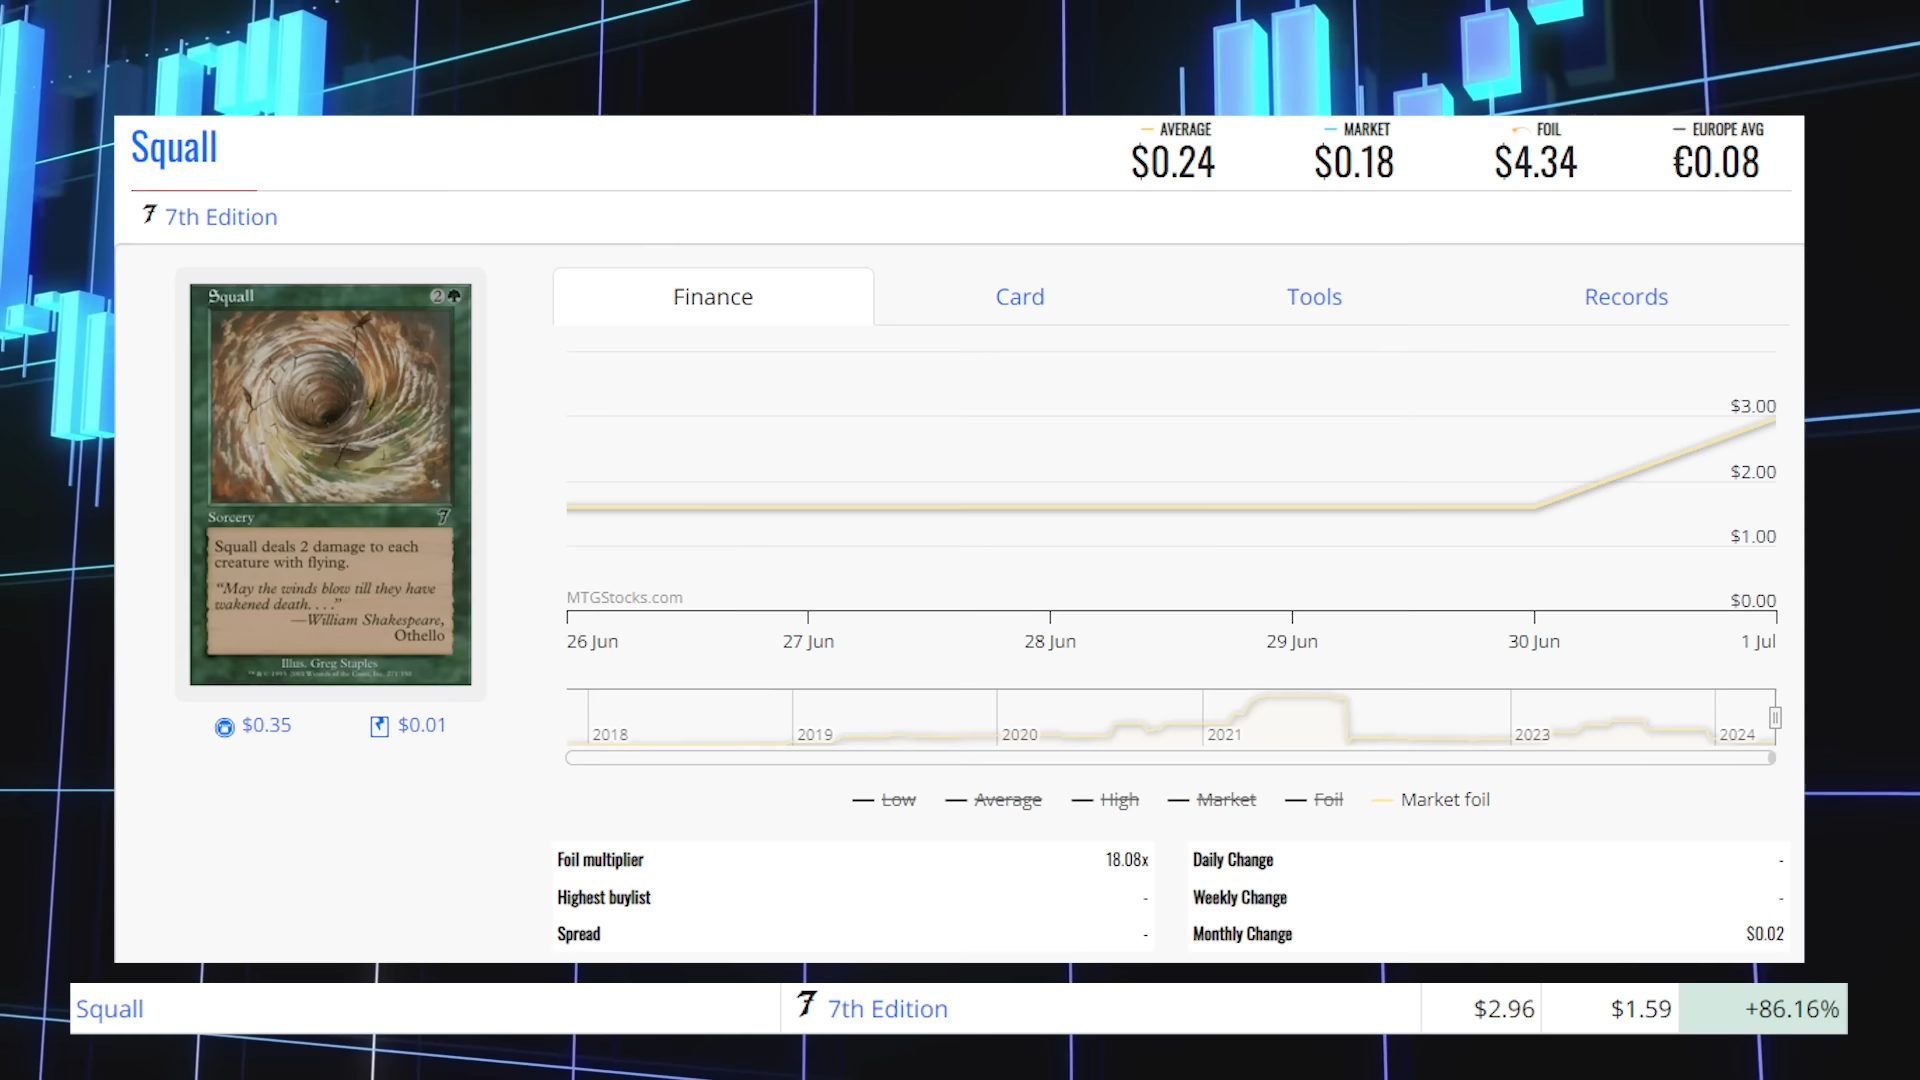 Squall
AVERAGE
$0.24
MARKET
$0.18
FOIL
$4.34
EUROPE AVG
€0.08
7 7th Edition
Squall 2
Sorcery 7
Squall deals 2 damage to each
creature with flying.
“May the winds blow till they have
wakened death. . . .”
—William Shakespeare,
Othello
Illus. Greg Staples
$0.35
$0.01
Finance
Card
Tools
Records
$3.00
$2.00
$1.00
$0.00
MTGStocks.com
26 Jun
27 Jun
28 Jun
29 Jun
30 Jun
1 Jul
2018
2019
2020
2021
2023
2024
Low
Average
High
Market
Foil
Market foil
Foil multiplier 18.08x
Highest buylist -
Spread -
Daily Change -
Weekly Change -
Monthly Change $0.02
Squall 7 7th Edition $2.96 $1.59 +86.16%